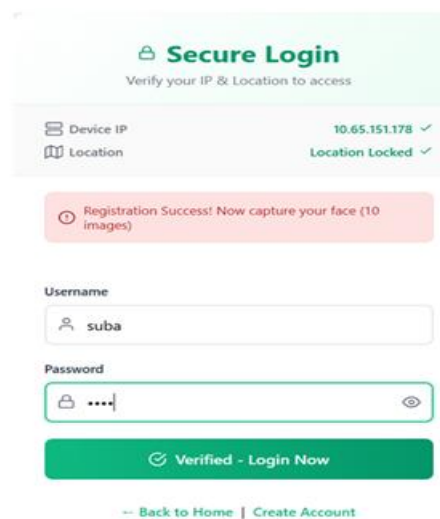 Secure Login
Verify your IP & Location to access
Device IP 10.65.151.178
Location Location Locked
Registration Success! Now capture your face (10
images)
Username
suba
Password
••••
Verified - Login Now
← Back to Home | Create Account